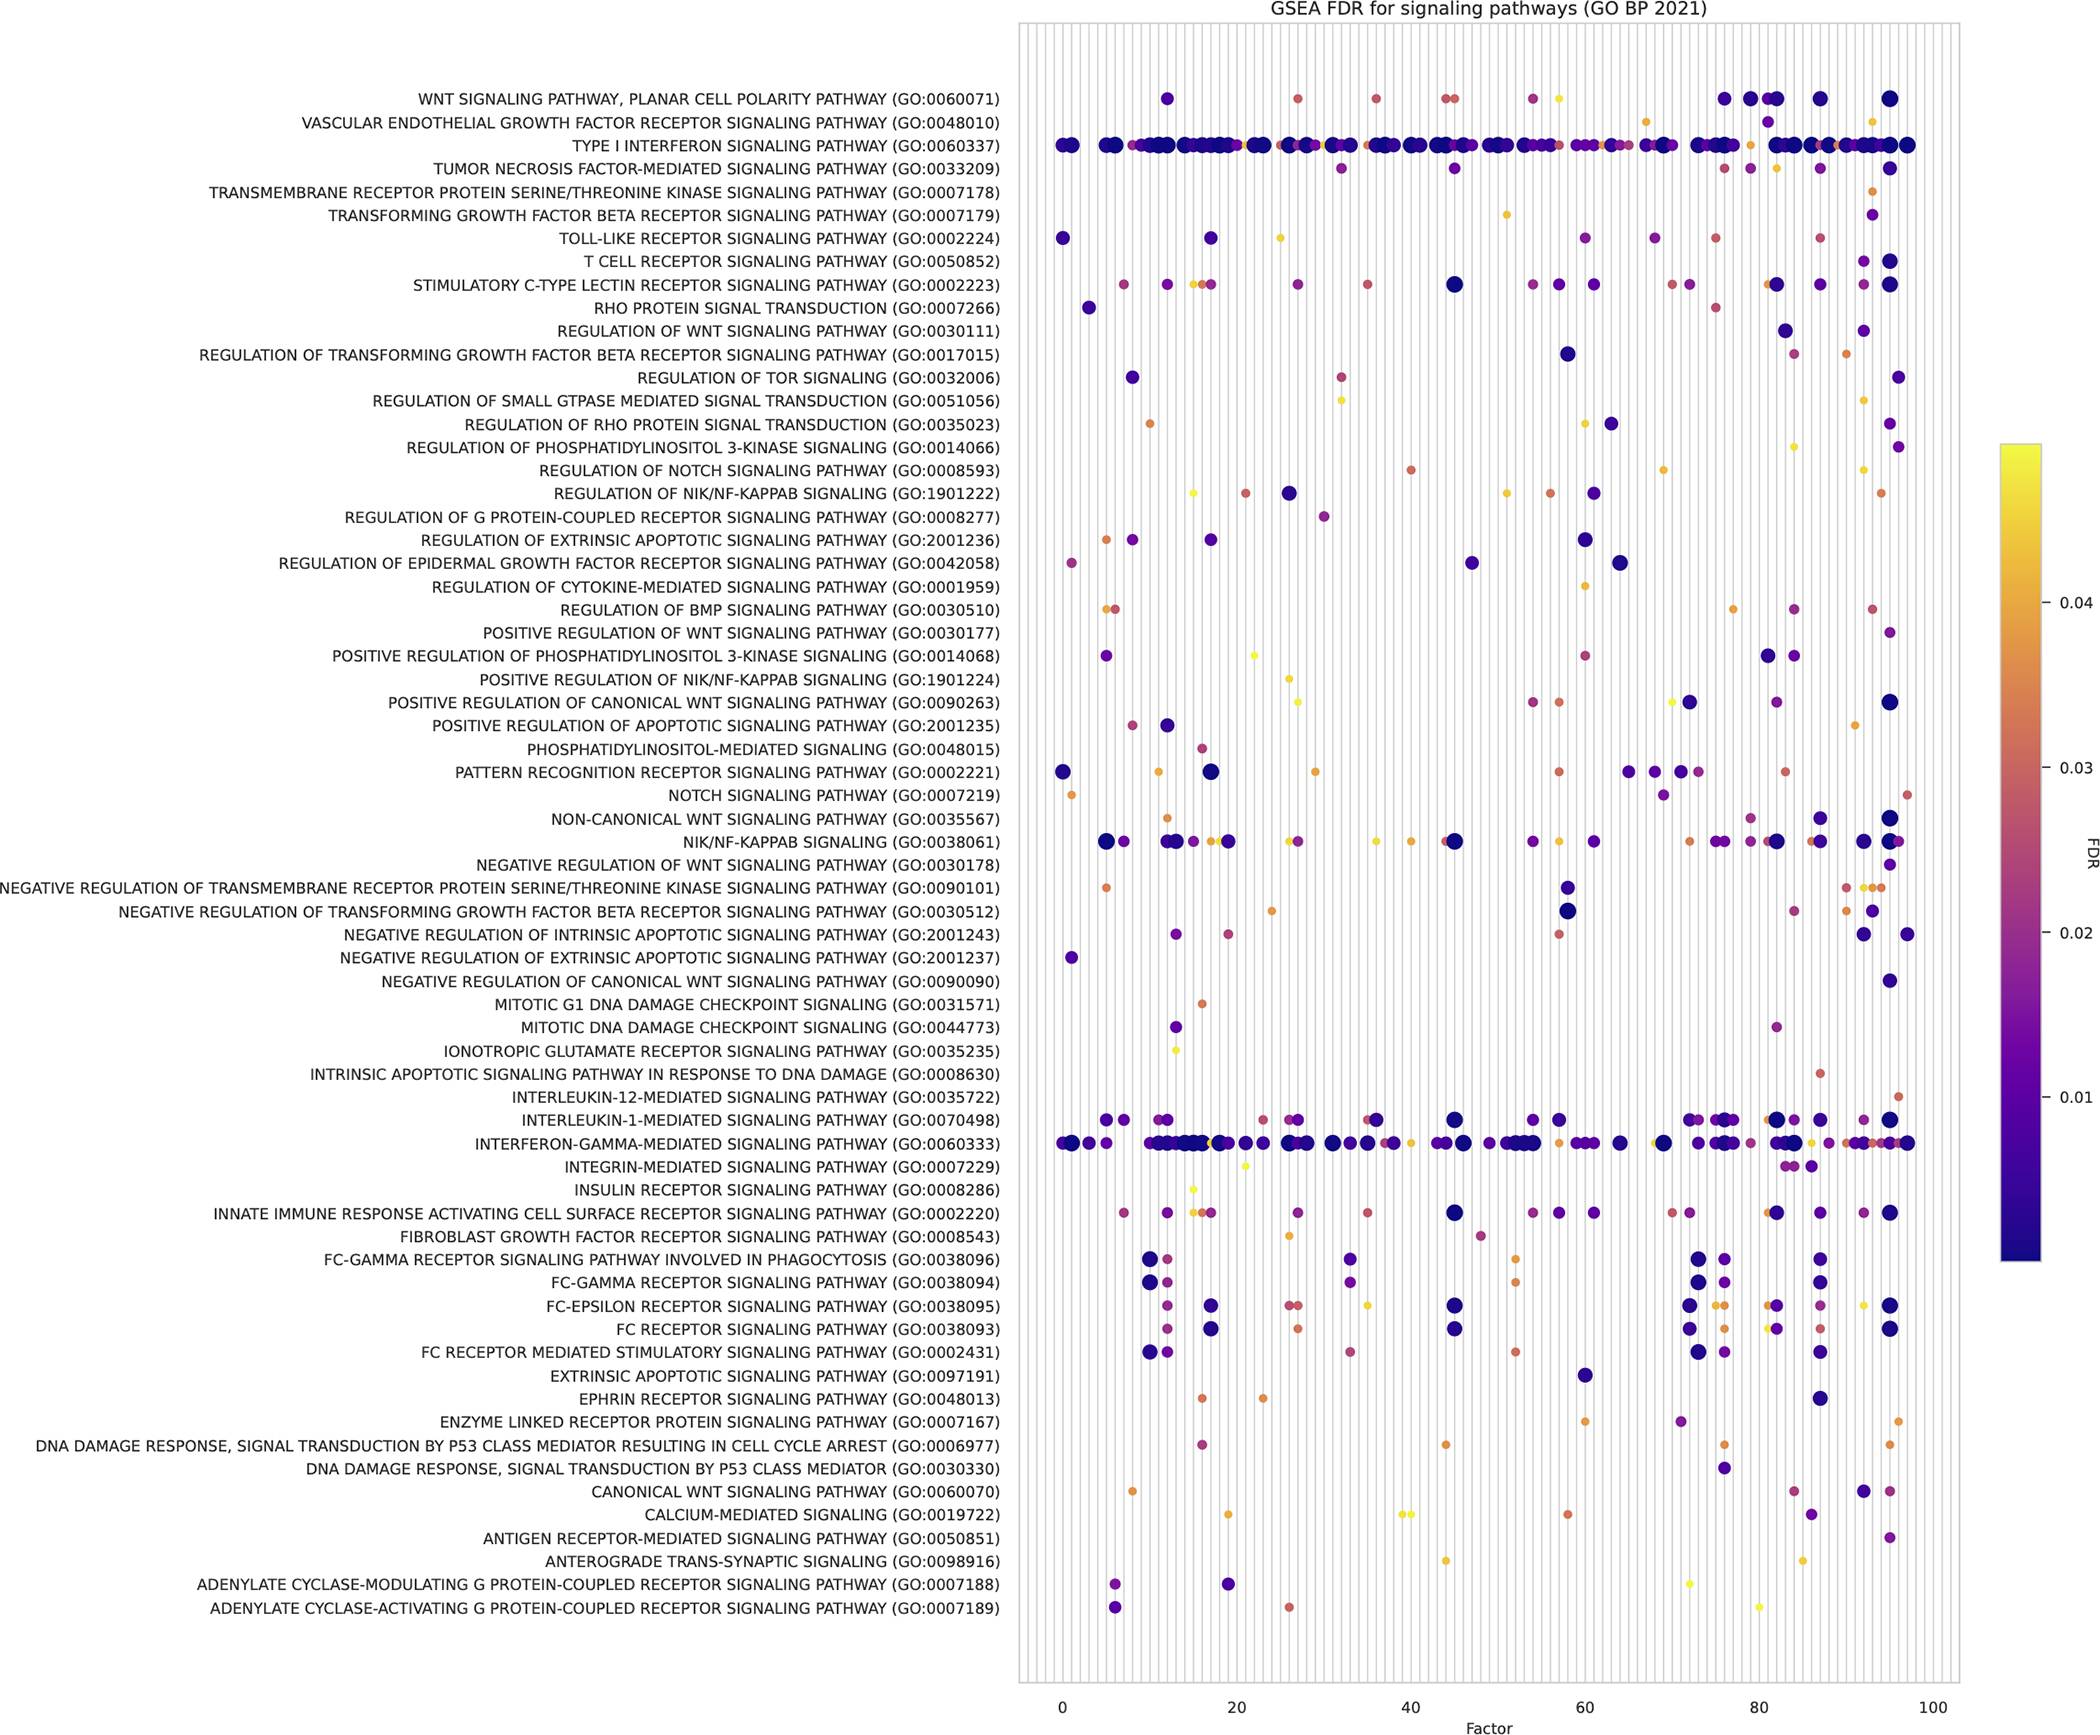 GSEA FDR for signaling pathways (GO BP 2021)
WNT SIGNALING PATHWAY, PLANAR CELL POLARITY PATHWAY (GO:0060071)
VASCULAR ENDOTHELIAL GROWTH FACTOR RECEPTOR SIGNALING PATHWAY (GO:0048010)
TYPE I INTERFERON SIGNALING PATHWAY (GO:0060337)
TUMOR NECROSIS FACTOR-MEDIATED SIGNALING PATHWAY (GO:0033209)
TRANSMEMBRANE RECEPTOR PROTEIN SERINE/THREONINE KINASE SIGNALING PATHWAY (GO:0007178)
TRANSFORMING GROWTH FACTOR BETA RECEPTOR SIGNALING PATHWAY (GO:0007179)
TOLL-LIKE RECEPTOR SIGNALING PATHWAY (GO:0002224)
T CELL RECEPTOR SIGNALING PATHWAY (GO:0050852)
STIMULATORY C-TYPE LECTIN RECEPTOR SIGNALING PATHWAY (GO:0002223)
RHO PROTEIN SIGNAL TRANSDUCTION (GO:0007266)
REGULATION OF WNT SIGNALING PATHWAY (GO:0030111)
REGULATION OF TRANSFORMING GROWTH FACTOR BETA RECEPTOR SIGNALING PATHWAY (GO:0017015)
REGULATION OF TOR SIGNALING (GO:0032006)
REGULATION OF SMALL GTPASE MEDIATED SIGNAL TRANSDUCTION (GO:0051056)
REGULATION OF RHO PROTEIN SIGNAL TRANSDUCTION (GO:0035023)
REGULATION OF PHOSPHATIDYLINOSITOL 3-KINASE SIGNALING (GO:0014066)
REGULATION OF NOTCH SIGNALING PATHWAY (GO:0008593)
REGULATION OF NIK/NF-KAPPAB SIGNALING (GO:1901222)
REGULATION OF G PROTEIN-COUPLED RECEPTOR SIGNALING PATHWAY (GO:0008277)
REGULATION OF EXTRINSIC APOPTOTIC SIGNALING PATHWAY (GO:2001236)
REGULATION OF EPIDERMAL GROWTH FACTOR RECEPTOR SIGNALING PATHWAY (GO:0042058)
REGULATION OF CYTOKINE-MEDIATED SIGNALING PATHWAY (GO:0001959)
REGULATION OF BMP SIGNALING PATHWAY (GO:0030510)
POSITIVE REGULATION OF WNT SIGNALING PATHWAY (GO:0030177)
POSITIVE REGULATION OF PHOSPHATIDYLINOSITOL 3-KINASE SIGNALING (GO:0014068)
POSITIVE REGULATION OF NIK/NF-KAPPAB SIGNALING (GO:1901224)
POSITIVE REGULATION OF CANONICAL WNT SIGNALING PATHWAY (GO:0090263)
POSITIVE REGULATION OF APOPTOTIC SIGNALING PATHWAY (GO:2001235)
PHOSPHATIDYLINOSITOL-MEDIATED SIGNALING (GO:0048015)
PATTERN RECOGNITION RECEPTOR SIGNALING PATHWAY (GO:0002221)
NOTCH SIGNALING PATHWAY (GO:0007219)
NON-CANONICAL WNT SIGNALING PATHWAY (GO:0035567)
NIK/NF-KAPPAB SIGNALING (GO:0038061)
NEGATIVE REGULATION OF WNT SIGNALING PATHWAY (GO:0030178)
NEGATIVE REGULATION OF TRANSMEMBRANE RECEPTOR PROTEIN SERINE/THREONINE KINASE SIGNALING PATHWAY (GO:0090101)
NEGATIVE REGULATION OF TRANSFORMING GROWTH FACTOR BETA RECEPTOR SIGNALING PATHWAY (GO:0030512)
NEGATIVE REGULATION OF INTRINSIC APOPTOTIC SIGNALING PATHWAY (GO:2001243)
NEGATIVE REGULATION OF EXTRINSIC APOPTOTIC SIGNALING PATHWAY (GO:2001237)
NEGATIVE REGULATION OF CANONICAL WNT SIGNALING PATHWAY (GO:0090090)
MITOTIC G1 DNA DAMAGE CHECKPOINT SIGNALING (GO:0031571)
MITOTIC DNA DAMAGE CHECKPOINT SIGNALING (GO:0044773)
IONOTROPIC GLUTAMATE RECEPTOR SIGNALING PATHWAY (GO:0035235)
INTRINSIC APOPTOTIC SIGNALING PATHWAY IN RESPONSE TO DNA DAMAGE (GO:0008630)
INTERLEUKIN-12-MEDIATED SIGNALING PATHWAY (GO:0035722)
INTERLEUKIN-1-MEDIATED SIGNALING PATHWAY (GO:0070498)
INTERFERON-GAMMA-MEDIATED SIGNALING PATHWAY (GO:0060333)
INTEGRIN-MEDIATED SIGNALING PATHWAY (GO:0007229)
INSULIN RECEPTOR SIGNALING PATHWAY (GO:0008286)
INNATE IMMUNE RESPONSE ACTIVATING CELL SURFACE RECEPTOR SIGNALING PATHWAY (GO:0002220)
FIBROBLAST GROWTH FACTOR RECEPTOR SIGNALING PATHWAY (GO:0008543)
FC-GAMMA RECEPTOR SIGNALING PATHWAY INVOLVED IN PHAGOCYTOSIS (GO:0038096)
FC-GAMMA RECEPTOR SIGNALING PATHWAY (GO:0038094)
FC-EPSILON RECEPTOR SIGNALING PATHWAY (GO:0038095)
FC RECEPTOR SIGNALING PATHWAY (GO:0038093)
FC RECEPTOR MEDIATED STIMULATORY SIGNALING PATHWAY (GO:0002431)
EXTRINSIC APOPTOTIC SIGNALING PATHWAY (GO:0097191)
EPHRIN RECEPTOR SIGNALING PATHWAY (GO:0048013)
ENZYME LINKED RECEPTOR PROTEIN SIGNALING PATHWAY (GO:0007167)
DNA DAMAGE RESPONSE, SIGNAL TRANSDUCTION BY P53 CLASS MEDIATOR RESULTING IN CELL CYCLE ARREST (GO:0006977)
DNA DAMAGE RESPONSE, SIGNAL TRANSDUCTION BY P53 CLASS MEDIATOR (GO:0030330)
CANONICAL WNT SIGNALING PATHWAY (GO:0060070)
CALCIUM-MEDIATED SIGNALING (GO:0019722)
ANTIGEN RECEPTOR-MEDIATED SIGNALING PATHWAY (GO:0050851)
ANTEROGRADE TRANS-SYNAPTIC SIGNALING (GO:0098916)
ADENYLATE CYCLASE-MODULATING G PROTEIN-COUPLED RECEPTOR SIGNALING PATHWAY (GO:0007188)
ADENYLATE CYCLASE-ACTIVATING G PROTEIN-COUPLED RECEPTOR SIGNALING PATHWAY (GO:0007189)
0 20 40 60 80 100
Factor
0.04
0.03
0.02
0.01
FDR